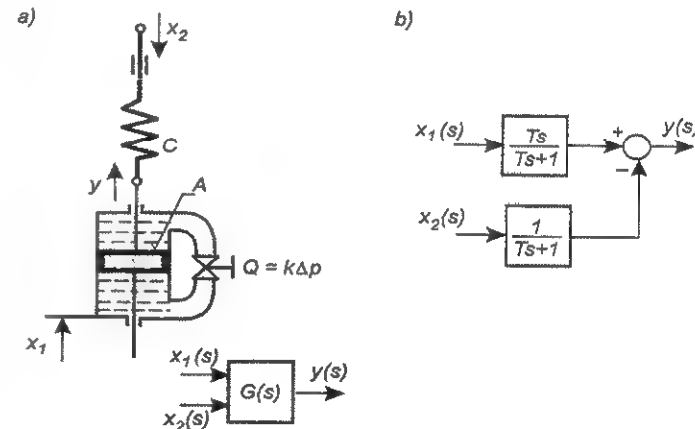 a)
x₂
C
y
A
Q ≃ kΔp
x₁
x₁(s)
G(s)
y(s)
x₂(s)
b)
x₁(s)
Ts
Ts+1
+
y(s)
−
x₂(s)
1
Ts+1